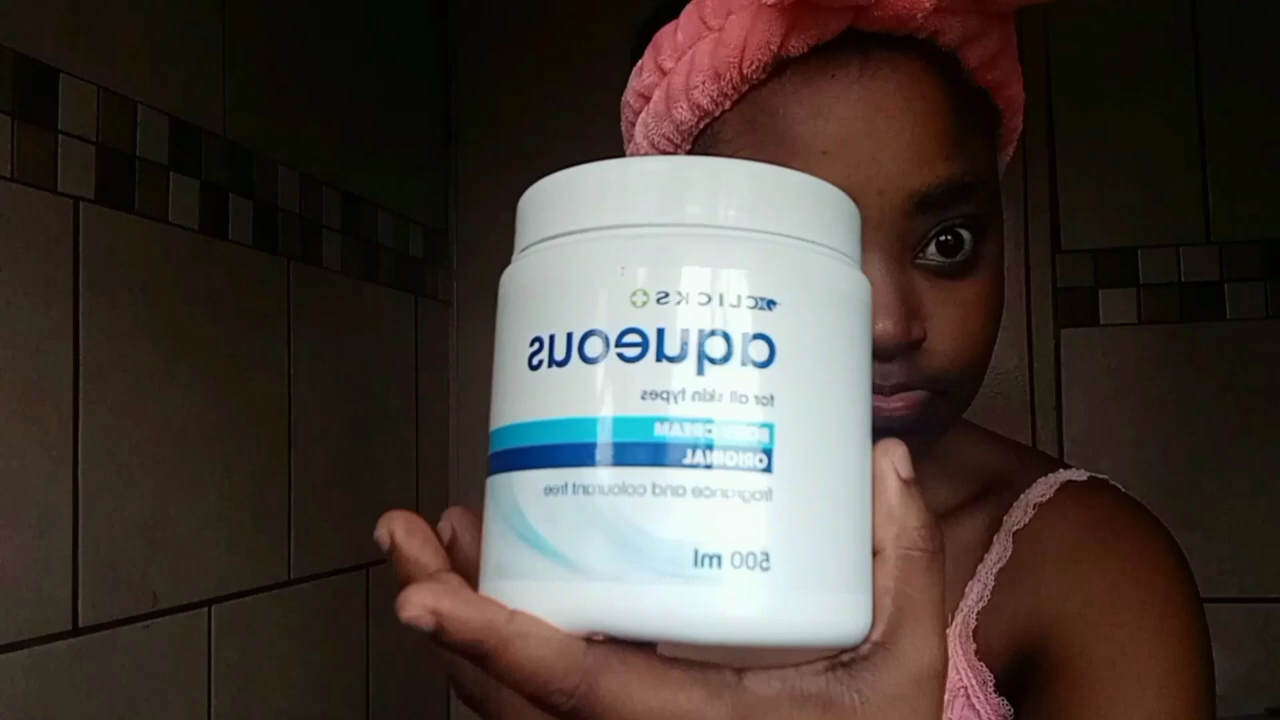 CLICKS
aqueous
for all skin types
BODY CREAM
ORIGINAL
fragrance and colourant free
500 ml